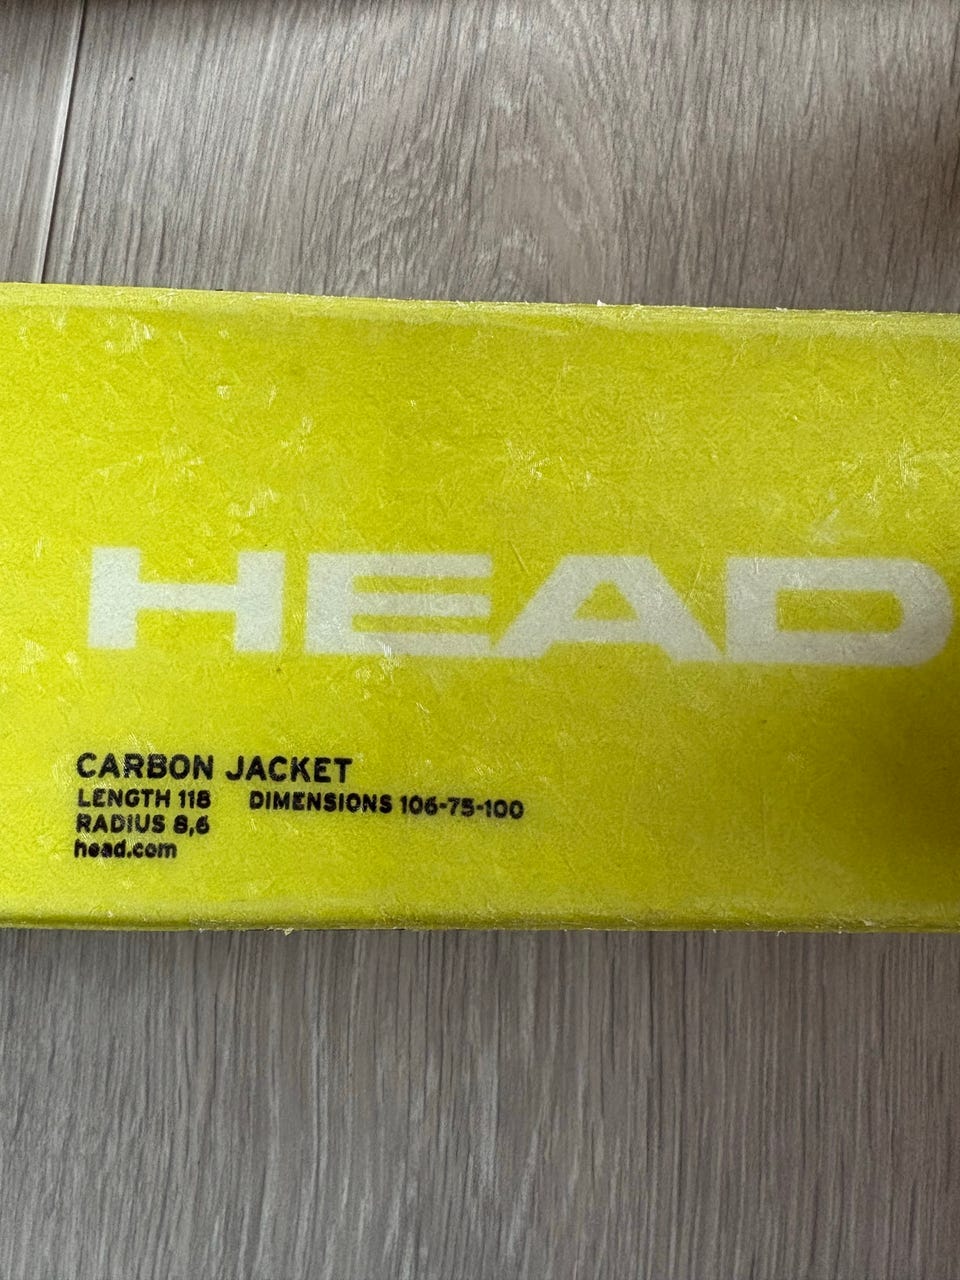 HEAD
CARBON JACKET
LENGTH 118 DIMENSIONS 106-75-100
RADIUS 8,6
head.com